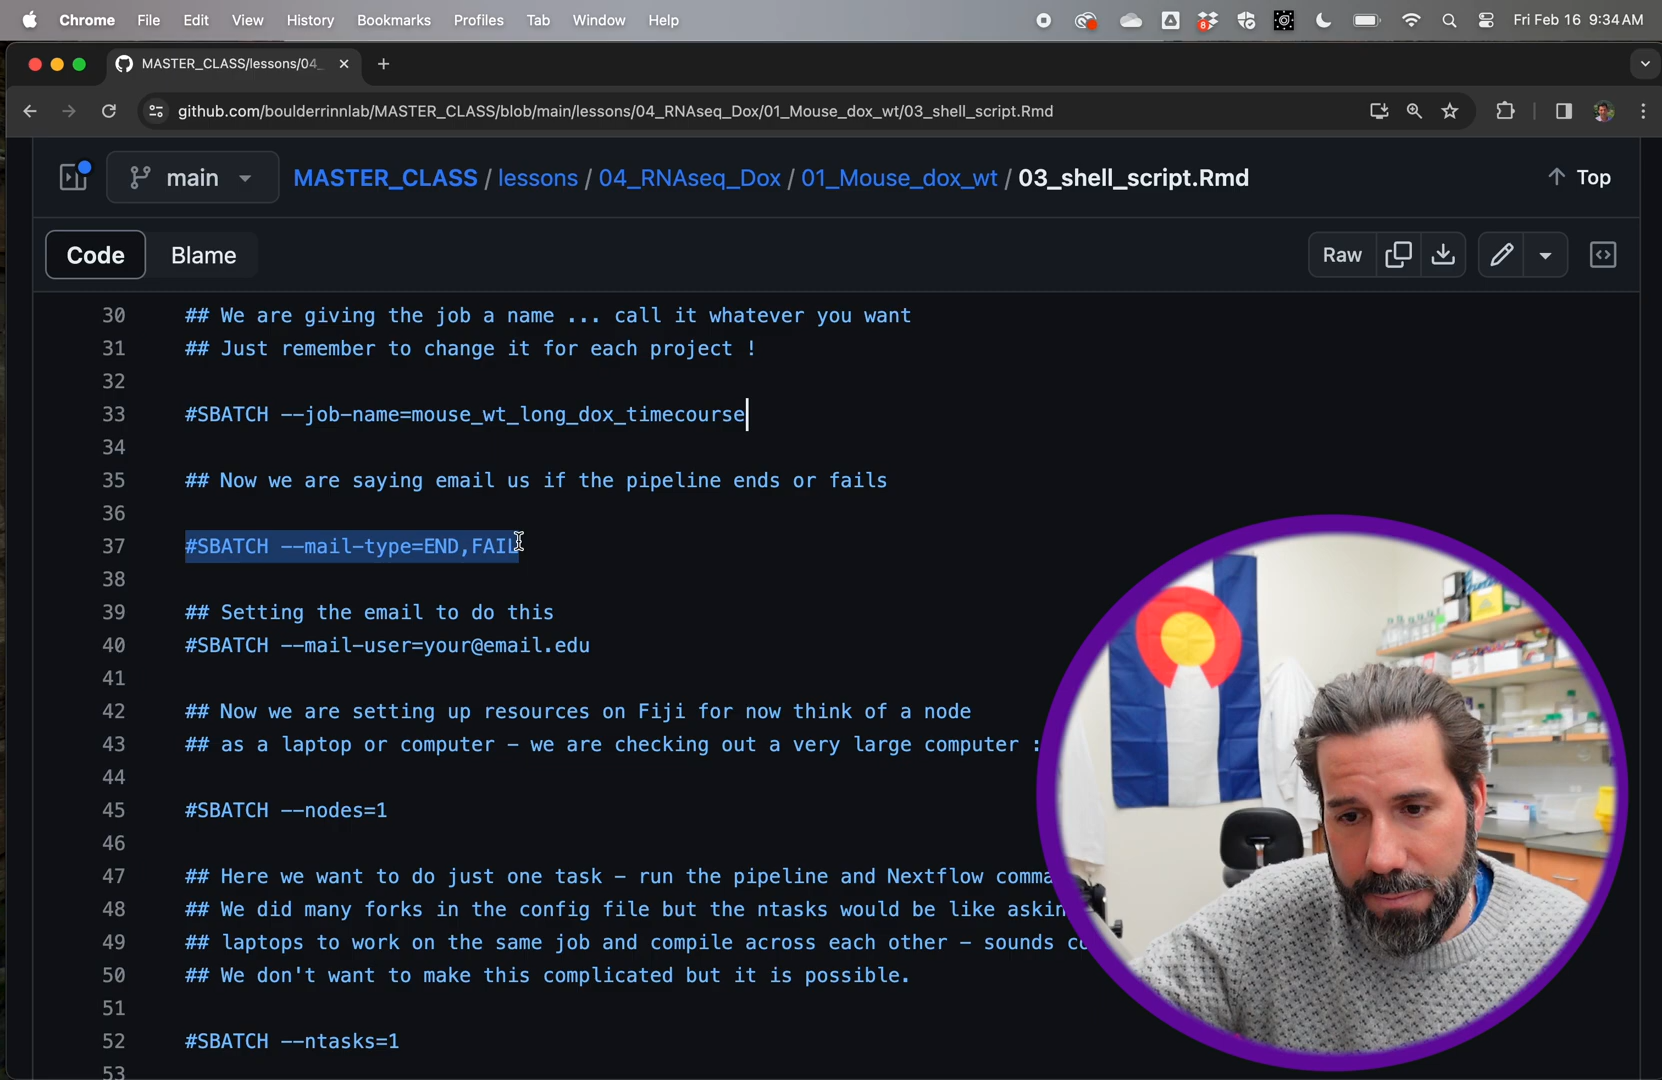 Chrome File Edit View History Bookmarks Profiles Tab Window Help
8
Fri Feb 16 9:34 AM
MASTER_CLASS/lessons/04_
github.com/boulderrinnlab/MASTER_CLASS/blob/main/lessons/04_RNAseq_Dox/01_Mouse_dox_wt/03_shell_script.Rmd
main MASTER_CLASS / lessons / 04_RNAseq_Dox / 01_Mouse_dox_wt / 03_shell_script.Rmd Top
Code Blame Raw
30 ## We are giving the job a name ... call it whatever you want
31 ## Just remember to change it for each project !
32
33 #SBATCH --job-name=mouse_wt_long_dox_timecourse
34
35 ## Now we are saying email us if the pipeline ends or fails
36
37 #SBATCH --mail-type=END,FAIL
38
39 ## Setting the email to do this
40 #SBATCH --mail-user=your@email.edu
41
42 ## Now we are setting up resources on Fiji for now think of a node
43 ## as a laptop or computer - we are checking out a very large computer :
44
45 #SBATCH --nodes=1
46
47 ## Here we want to do just one task - run the pipeline and Nextflow comma
48 ## We did many forks in the config file but the ntasks would be like askin
49 ## laptops to work on the same job and compile across each other - sounds co
50 ## We don't want to make this complicated but it is possible.
51
52 #SBATCH --ntasks=1
53